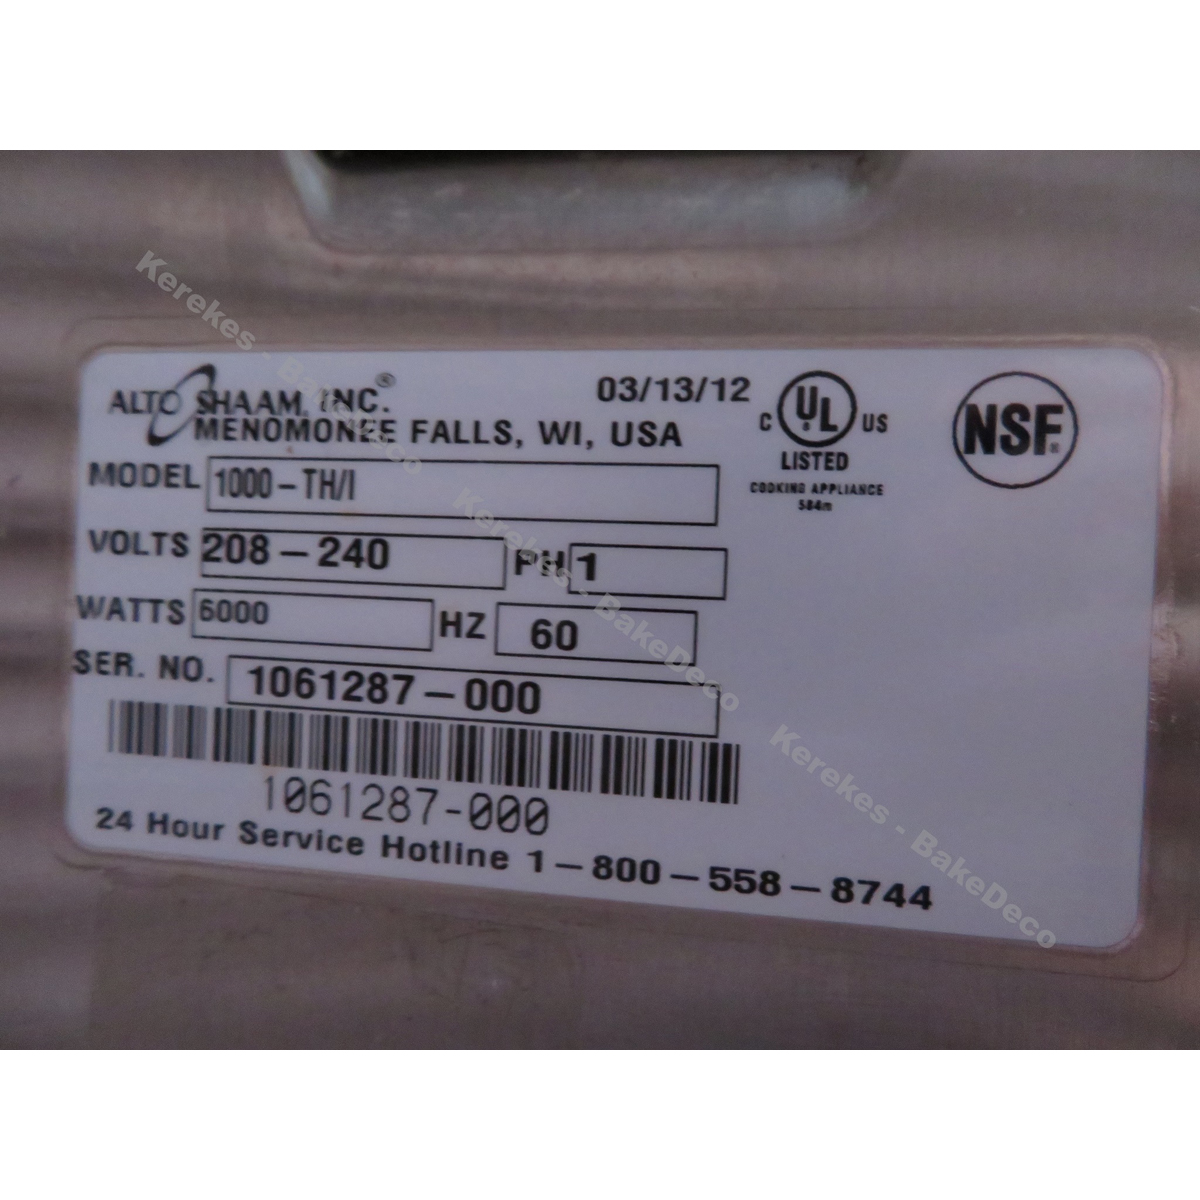 ALTO SHAAM, INC.®
03/13/12
MENOMONEE FALLS, WI, USA
C UL US
LISTED
COOKING APPLIANCE
584m
NSF®
MODEL 1000-TH/I
VOLTS 208-240 PH 1
WATTS 6000 HZ 60
SER. NO. 1061287-000
1061287-000
24 Hour Service Hotline 1-800-558-8744
Kerekes - BakeDeco
Kerekes - BakeDeco
Kerekes - BakeDeco